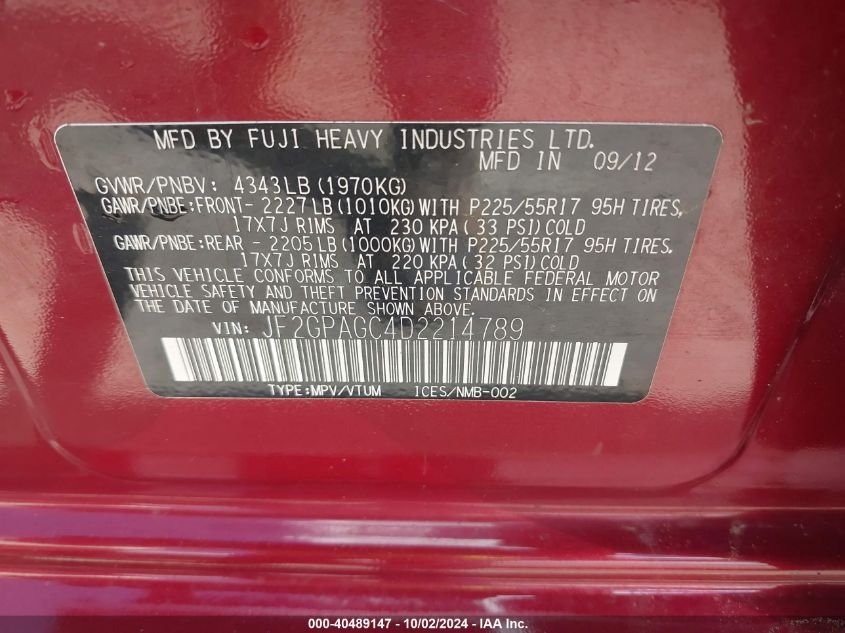 MFD BY FUJI HEAVY INDUSTRIES LTD.
MFD IN 09/12
GVWR/PNBV: 4343LB(1970KG)
GAWR/PNBE:FRONT- 2227LB(1010KG)WITH P225/55R17 95H TIRES,
17X7J RIMS AT 230 KPA(33 PSI)COLD
GAWR/PNBE:REAR - 2205LB(1000KG)WITH P225/55R17 95H TIRES.
17X7J RIMS AT 220 KPA(32 PSI)COLD
THIS VEHICLE CONFORMS TO ALL APPLICABLE FEDERAL MOTOR
VEHICLE SAFETY AND THEFT PREVENTION STANDARDS IN EFFECT ON
THE DATE OF MANUFACTURE SHOWN ABOVE.
VIN: JF2GPAGC4D2214789
TYPE:MPV/VTUM ICES/NMB-002
000-40489147 - 10/02/2024 - IAA Inc.